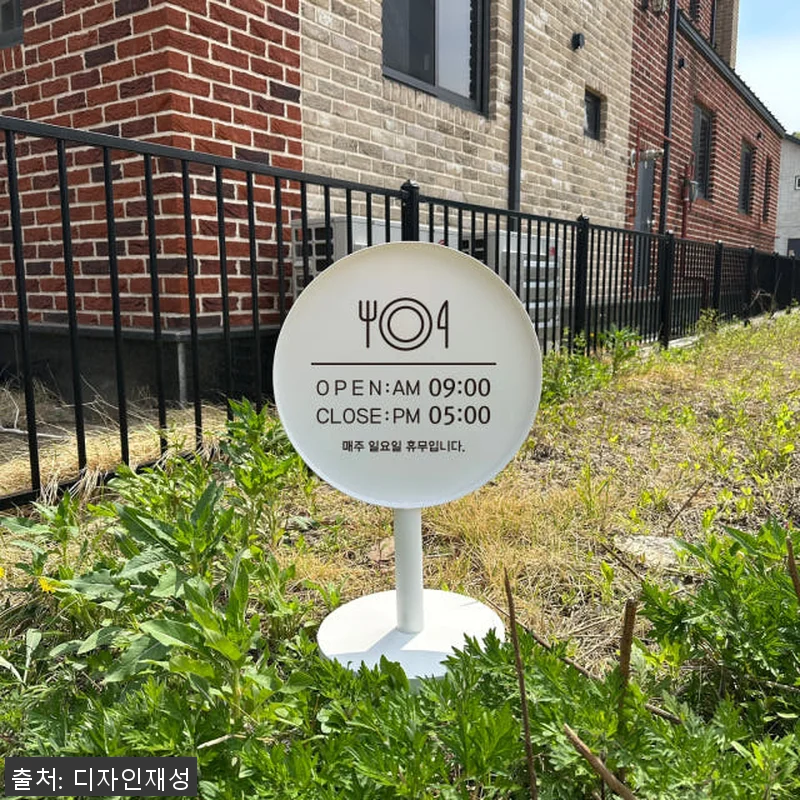 OPEN:AM 09:00
CLOSE:PM 05:00
매주 일요일 휴무입니다.
출처: 디자인재성